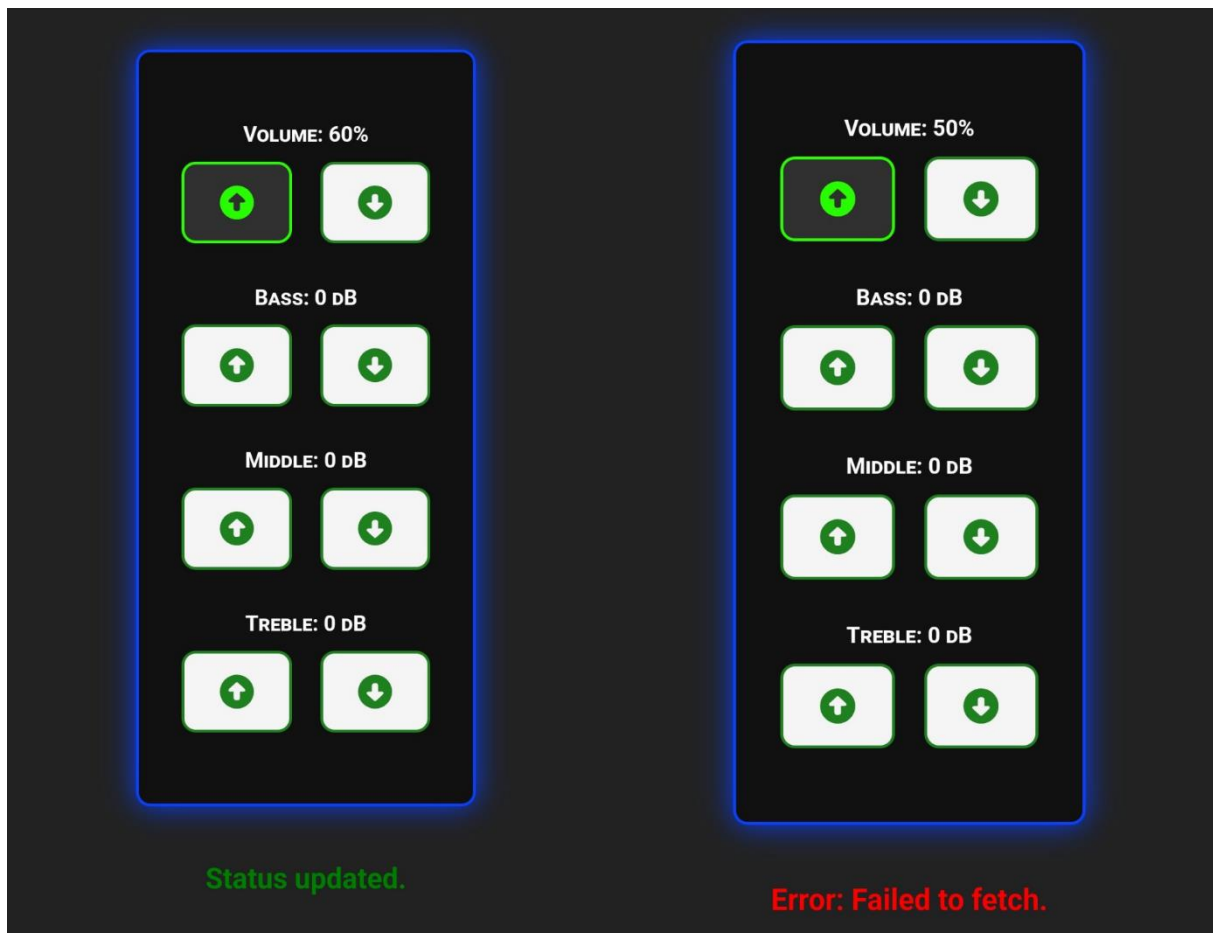 Volume: 60%
Bass: 0 dB
Middle: 0 dB
Treble: 0 dB
Status updated.
Volume: 50%
Bass: 0 dB
Middle: 0 dB
Treble: 0 dB
Error: Failed to fetch.